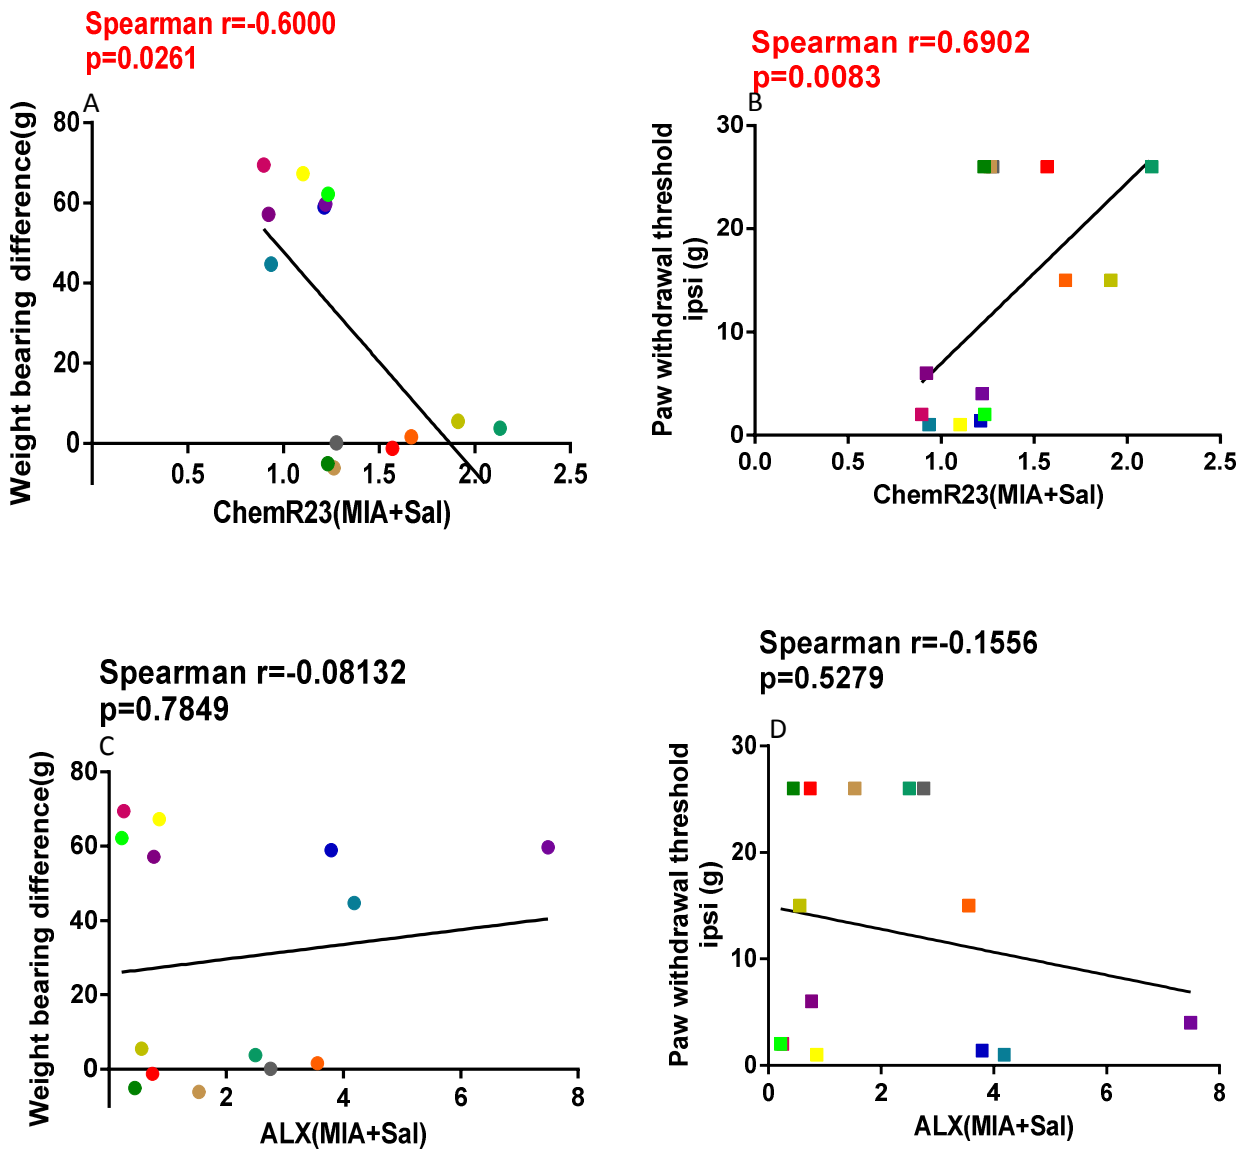 Spearman r=-0.6000
p=0.0261
A
Weight bearing difference(g)
80
60
40
20
0
0.5
1.0
1.5
2.0
2.5
ChemR23(MIA+Sal)
Spearman r=0.6902
p=0.0083
B
Paw withdrawal threshold
ipsi (g)
30
20
10
0
0.0
0.5
1.0
1.5
2.0
2.5
ChemR23(MIA+Sal)
Spearman r=-0.08132
p=0.7849
C
Weight bearing difference(g)
80
60
40
20
0
2
4
6
8
ALX(MIA+Sal)
Spearman r=-0.1556
p=0.5279
D
Paw withdrawal threshold
ipsi (g)
30
20
10
0
0
2
4
6
8
ALX(MIA+Sal)